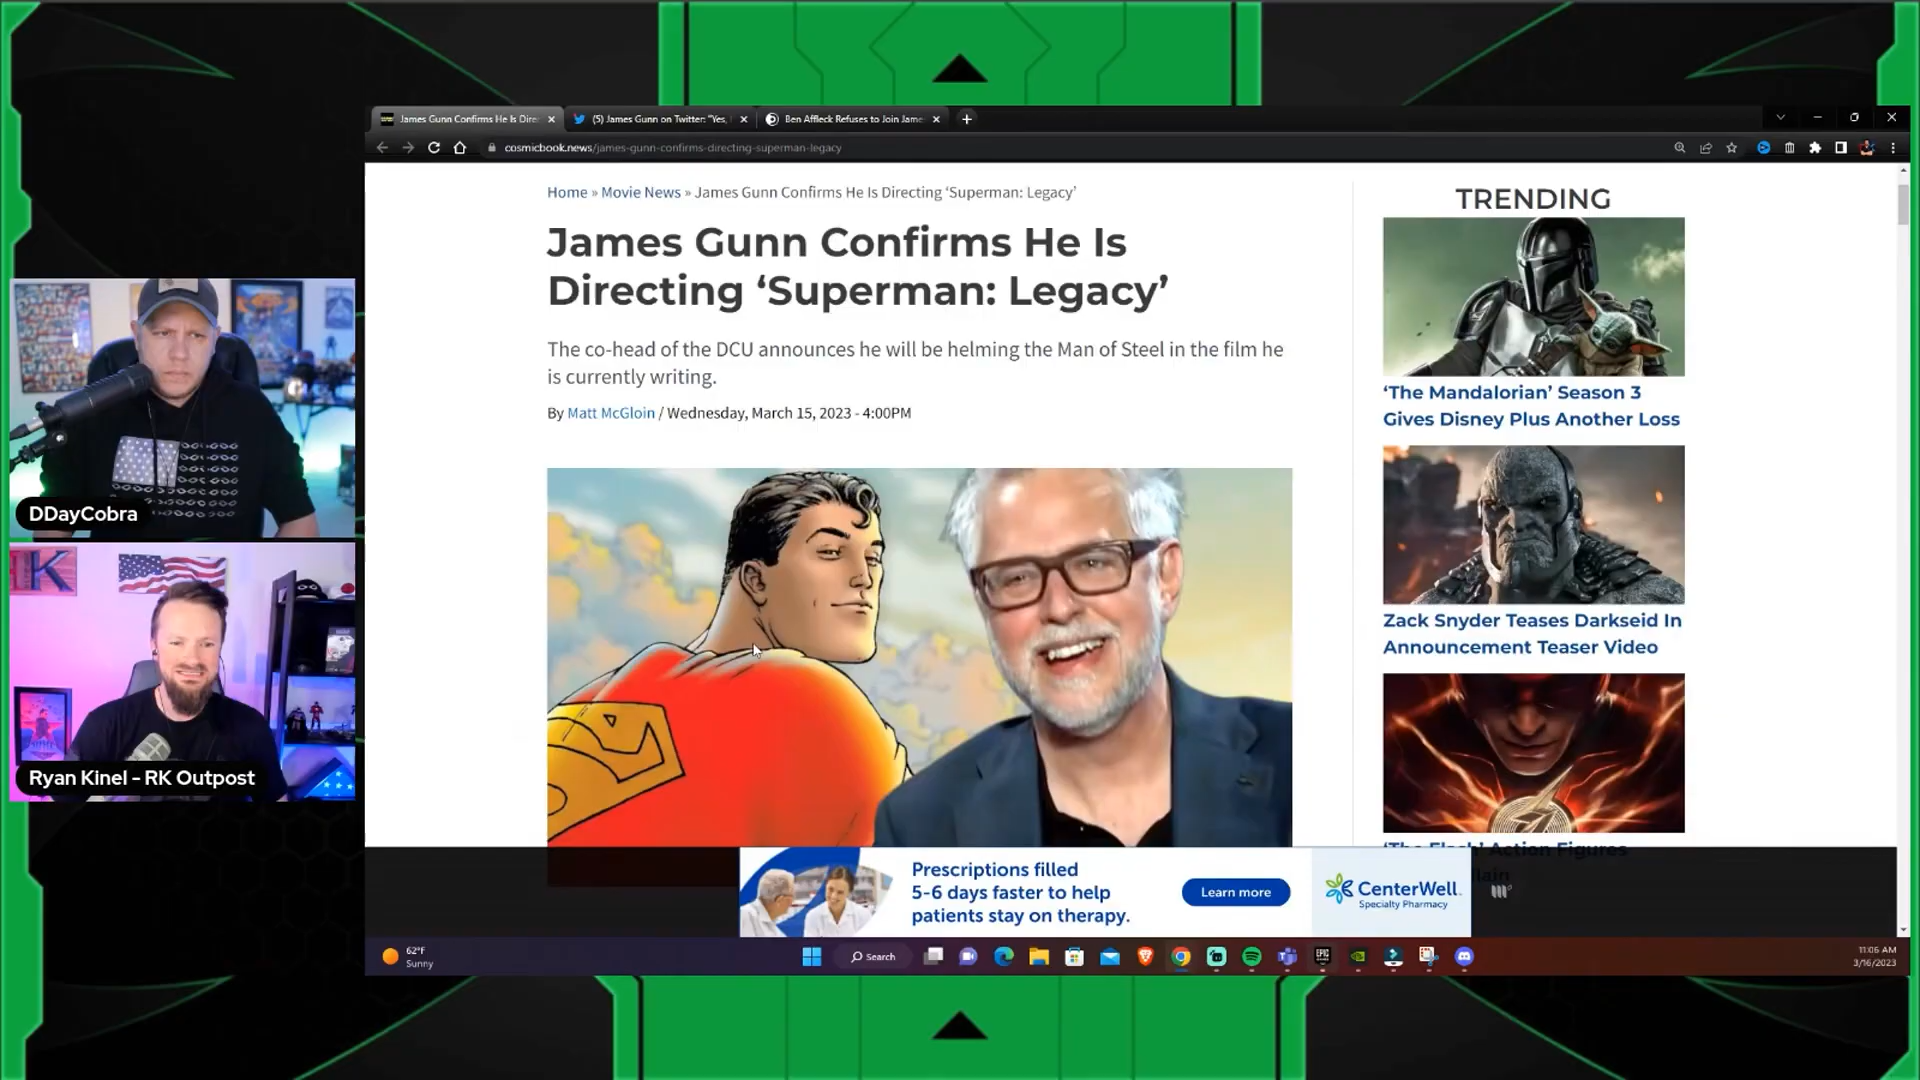 James Gunn Confirms He Is Dire
(5) James Gunn on Twitter: "Yes, I
Ben Affleck Refuses to Join Jame
cosmicbook.news/james-gunn-confirms-directing-superman-legacy
Home » Movie News » James Gunn Confirms He Is Directing ‘Superman: Legacy’
James Gunn Confirms He Is
Directing ‘Superman: Legacy’
The co-head of the DCU announces he will be helming the Man of Steel in the film he
is currently writing.
By Matt McGloin / Wednesday, March 15, 2023 - 4:00PM
TRENDING
‘The Mandalorian’ Season 3
Gives Disney Plus Another Loss
Zack Snyder Teases Darkseid In
Announcement Teaser Video
‘The Flash’ Action Figures
DDayCobra
RK
Ryan Kinel - RK Outpost
Prescriptions filled
5-6 days faster to help
patients stay on therapy.
Learn more
CenterWell
Specialty Pharmacy
62°F
Sunny
Search
EPIC
11:06 AM
3/16/2023